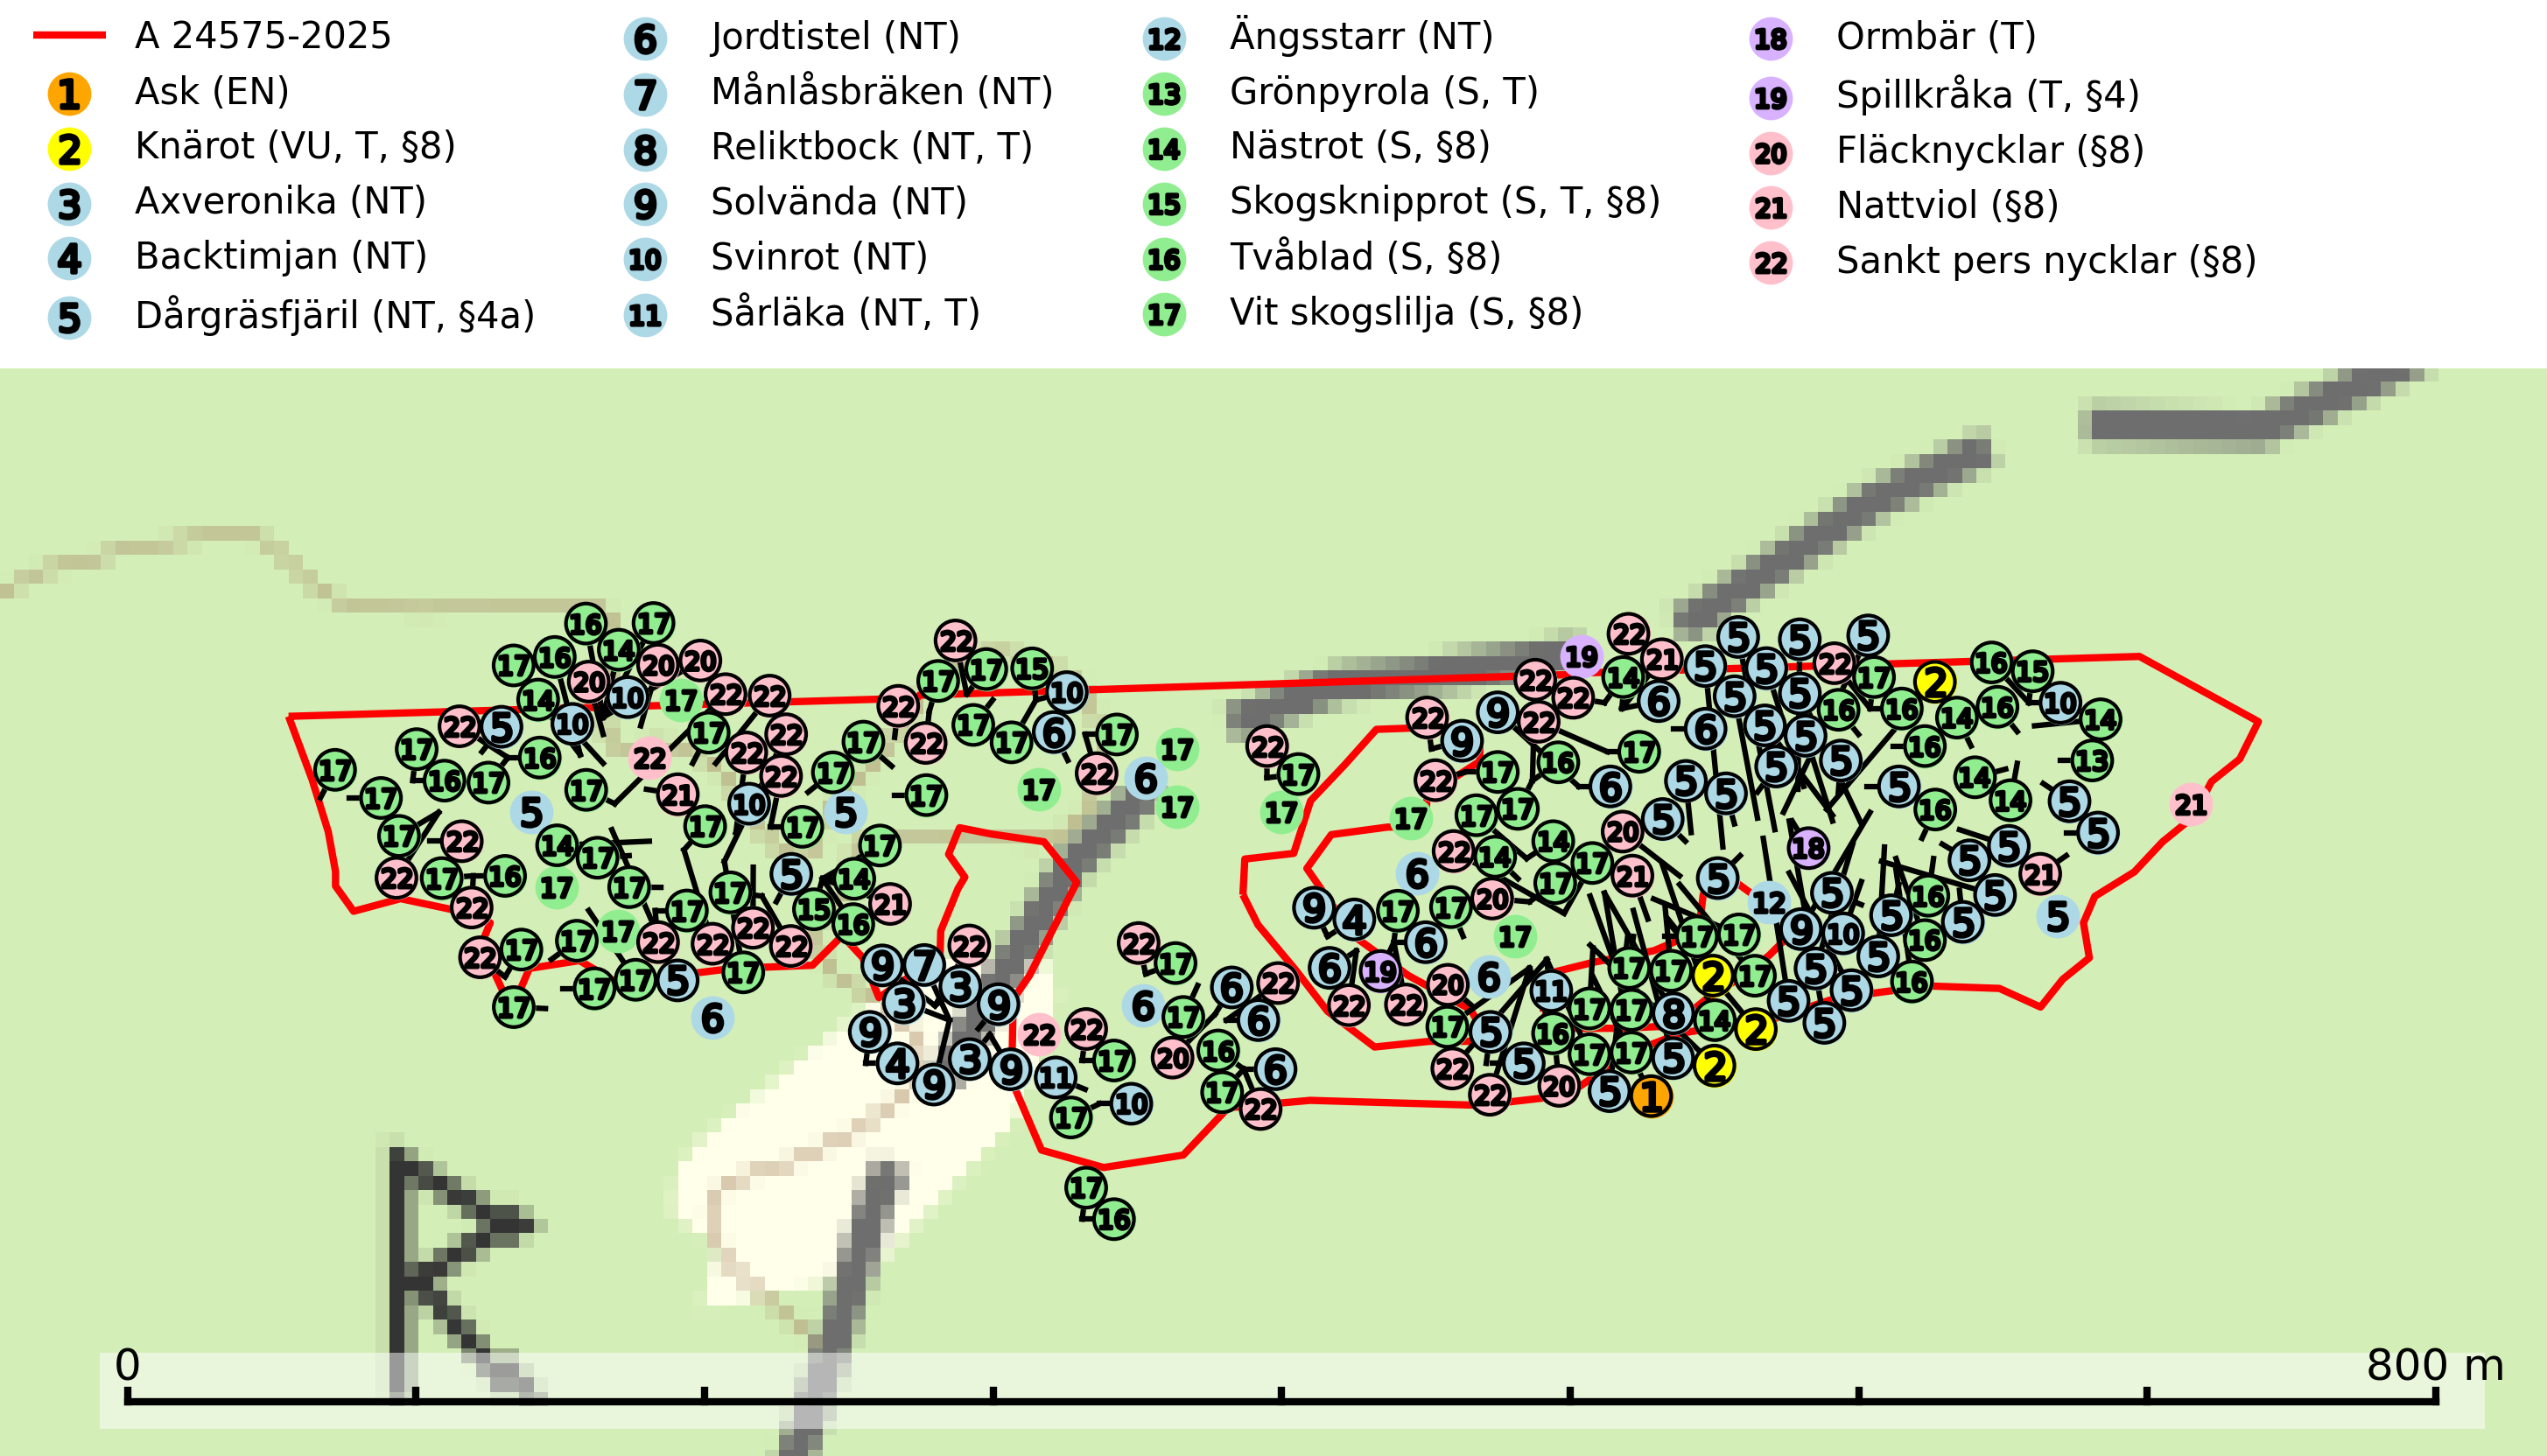 A 24575-2025
1 Ask (EN)
2 Knärot (VU, T, §8)
3 Axveronika (NT)
4 Backtimjan (NT)
5 Dårgräsfjäril (NT, §4a)
6 Jordtistel (NT)
7 Månlåsbräken (NT)
8 Reliktbock (NT, T)
9 Solvända (NT)
10 Svinrot (NT)
11 Sårläka (NT, T)
12 Ängsstarr (NT)
13 Grönpyrola (S, T)
14 Nästrot (S, §8)
15 Skogsknipprot (S, T, §8)
16 Tvåblad (S, §8)
17 Vit skogslilja (S, §8)
18 Ormbär (T)
19 Spillkråka (T, §4)
20 Fläcknycklar (§8)
21 Nattviol (§8)
22 Sankt pers nycklar (§8)
R
0 800 m